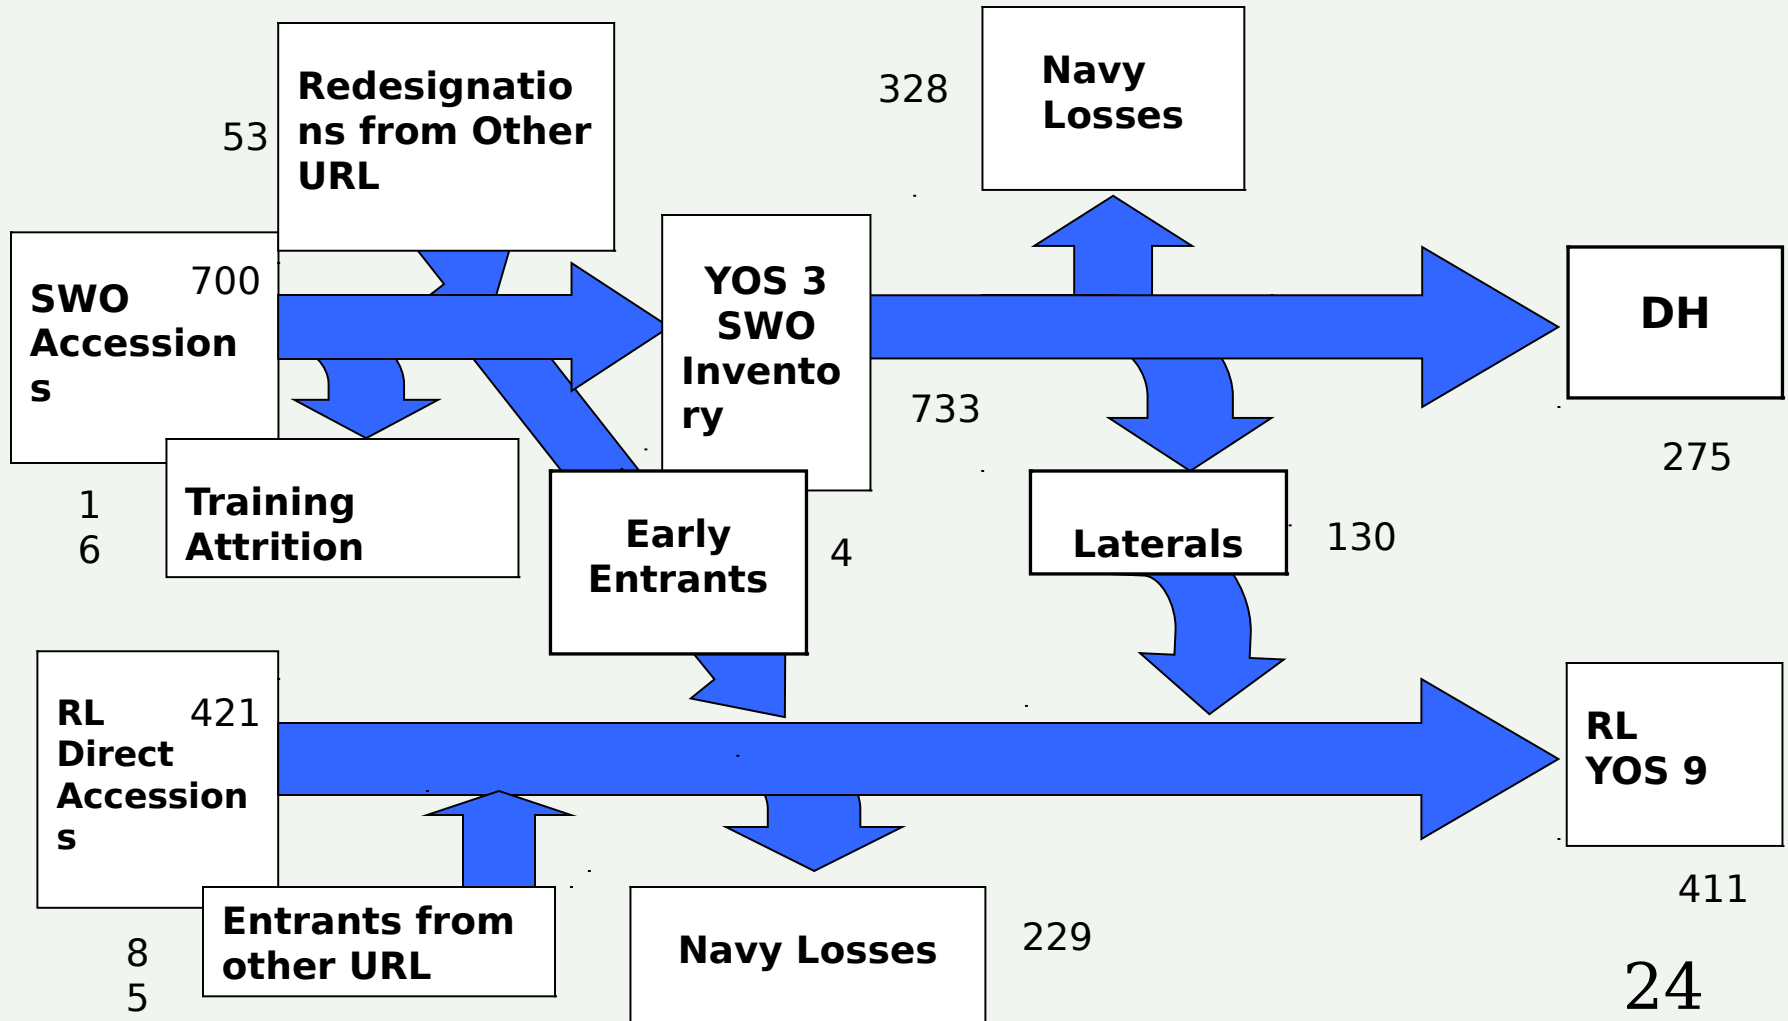 53
Redesignatio
ns from Other
URL
328
Navy
Losses
700
SWO
Accession
s
YOS 3
SWO
Invento
ry
DH
733
275
1
6
Training
Attrition
Early
Entrants
4
Laterals
130
421
RL
Direct
Accession
s
RL
YOS 9
411
8
5
Entrants from
other URL
Navy Losses
229
24